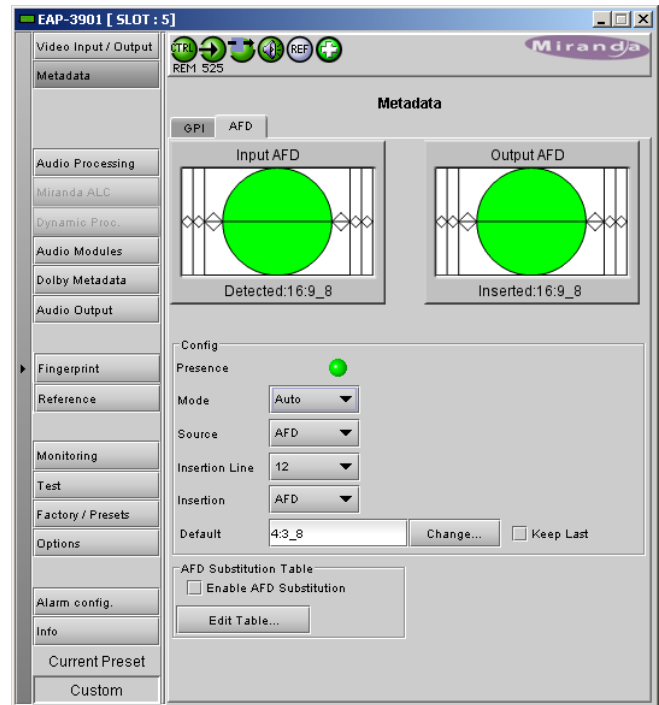 EAP-3901 [ SLOT : 5]
Video Input / Output
Metadata
Audio Processing
Miranda ALC
Dynamic Proc.
Audio Modules
Dolby Metadata
Audio Output
Fingerprint
Reference
Monitoring
Test
Factory / Presets
Options
Alarm config.
Info
Current Preset
Custom
CTRL
REF
REM 525
Miranda
Metadata
GPI AFD
Input AFD
Detected:16:9_8
Output AFD
Inserted:16:9_8
Config
Presence
Mode Auto
Source AFD
Insertion Line 12
Insertion AFD
Default 4:3_8 Change... Keep Last
AFD Substitution Table
Enable AFD Substitution
Edit Table...